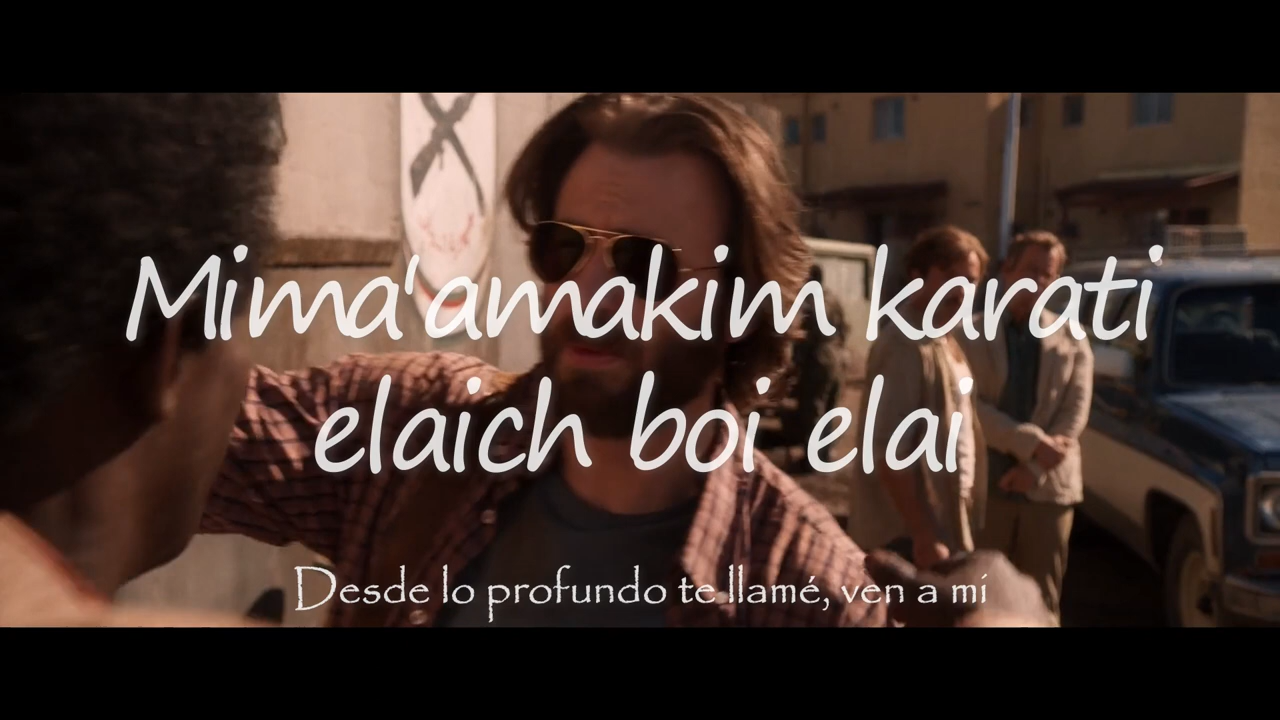 Mima'amakim karati
elaich boi elai
Desde lo profundo te llamé, ven a mí